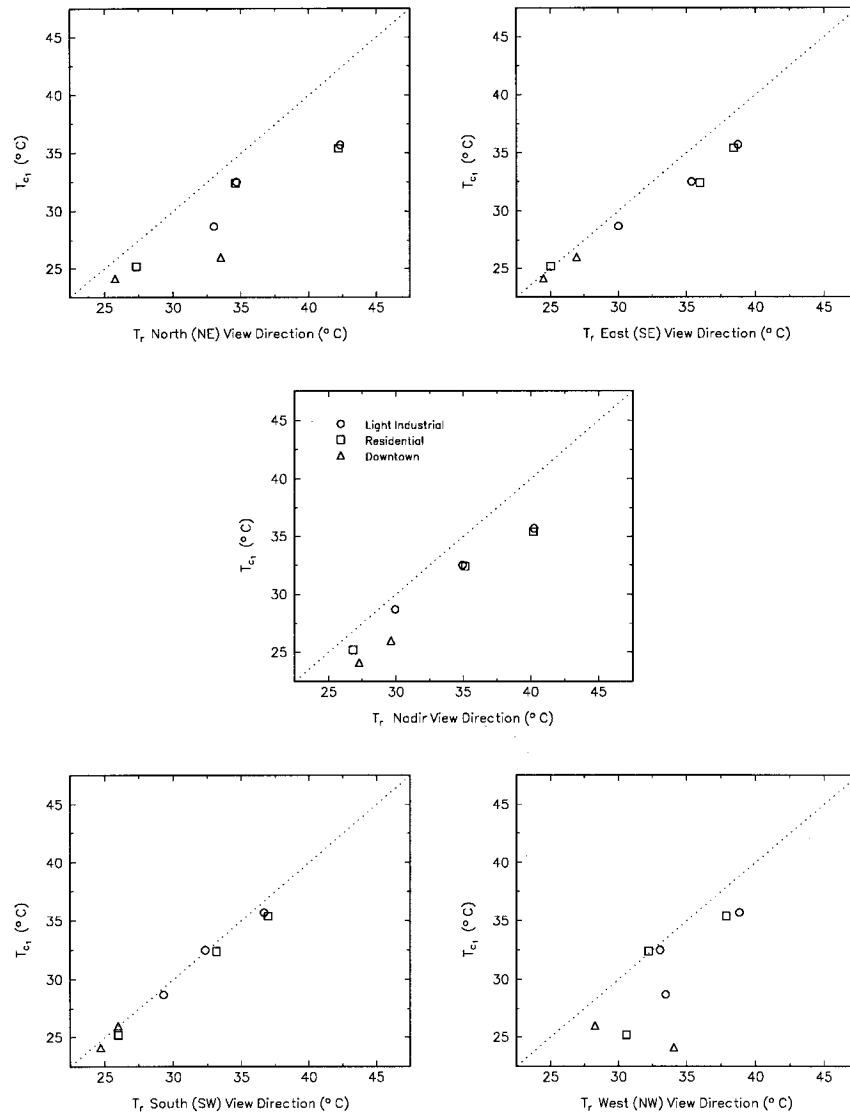 45
40
35
30
25
T_c₁ (° C)
25 30 35 40 45
T_r North (NE) View Direction (° C)
45
40
35
30
25
T_c₁ (° C)
25 30 35 40 45
T_r East (SE) View Direction (° C)
45
40
35
30
25
T_c₁ (° C)
Light Industrial
Residential
Downtown
25 30 35 40 45
T_r Nadir View Direction (° C)
45
40
35
30
25
T_c₁ (° C)
25 30 35 40 45
T_r South (SW) View Direction (° C)
45
40
35
30
25
T_c₁ (° C)
25 30 35 40 45
T_r West (NW) View Direction (° C)